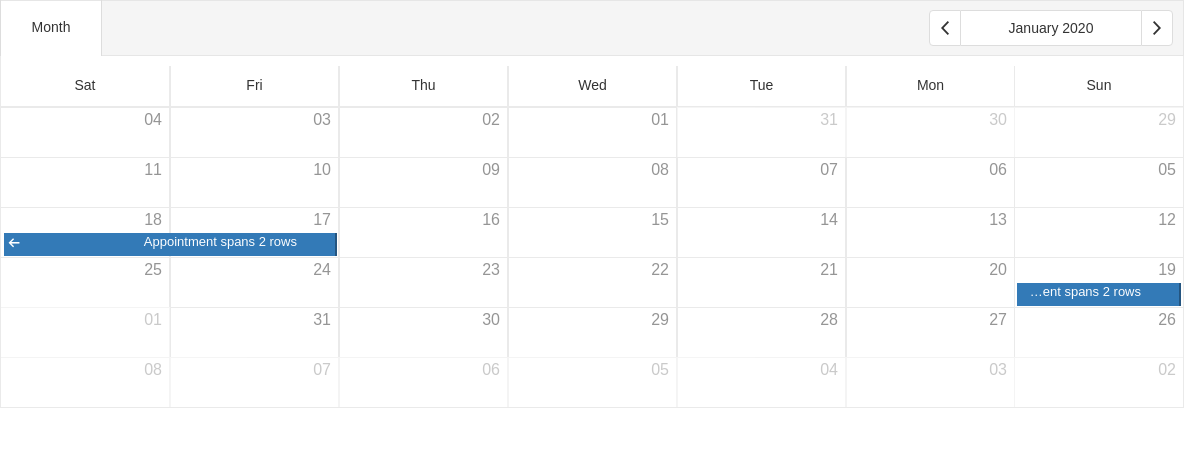 Month
January 2020
Sat Fri Thu Wed Tue Mon Sun
04 03 02 01 31 30 29
11 10 09 08 07 06 05
18 17 16 15 14 13 12
Appointment spans 2 rows
25 24 23 22 21 20 19
…ent spans 2 rows
01 31 30 29 28 27 26
08 07 06 05 04 03 02